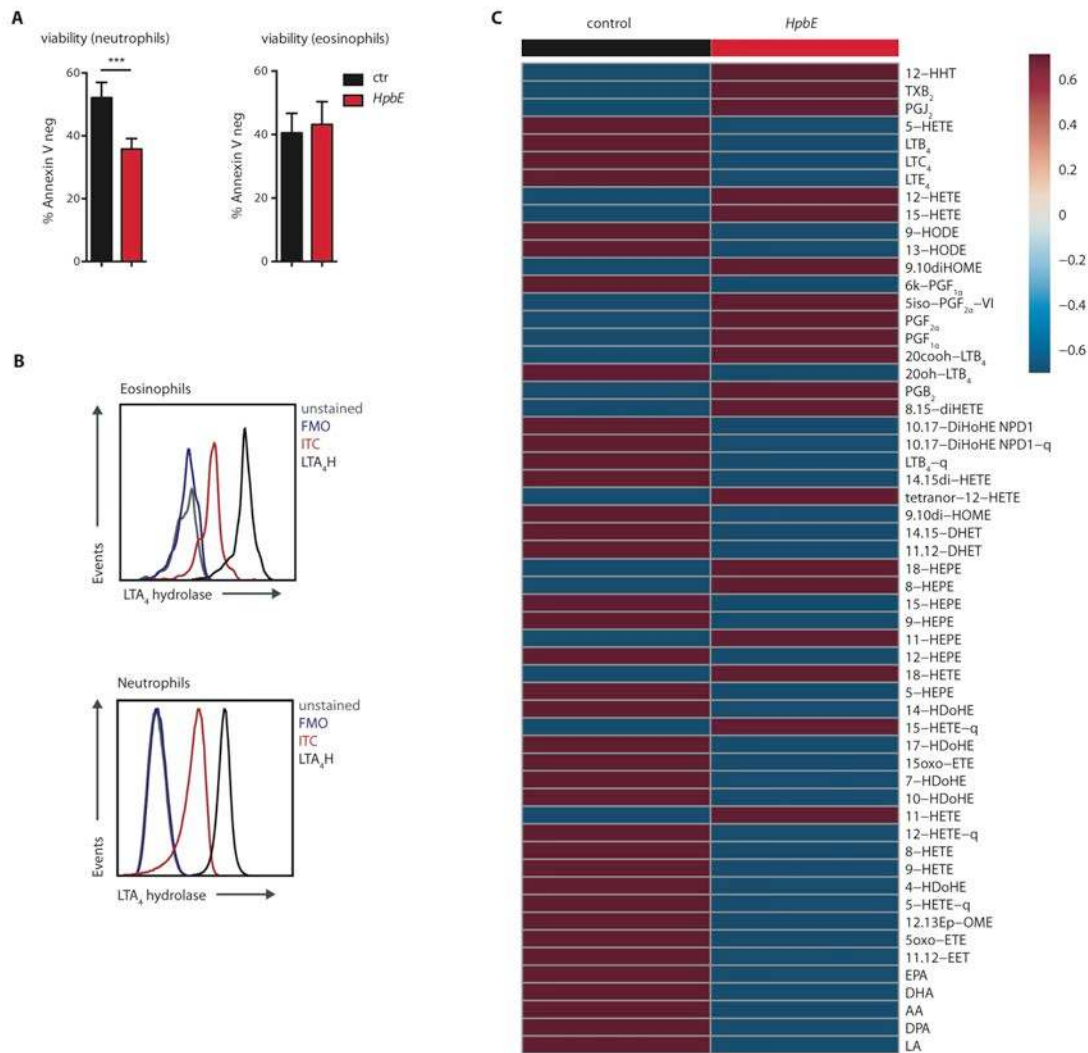 A
viability (neutrophils)
***
60
40
20
0
% Annexin V neg
viability (eosinophils)
60
40
20
0
% Annexin V neg
ctr
HpbE
B
Eosinophils
unstained
FMO
ITC
LTA₄H
Events
LTA₄ hydrolase
Neutrophils
unstained
FMO
ITC
LTA₄H
Events
LTA₄ hydrolase
C
control
HpbE
12−HHT
TXB₂
PGJ₂
5−HETE
LTB₄
LTC₄
LTE₄
12−HETE
15−HETE
9−HODE
13−HODE
9.10diHOME
6k−PGF₁α
5iso−PGF₂α−VI
PGF₂α
PGF₁α
20cooh−LTB₄
20oh−LTB₄
PGB₂
8.15−diHETE
10.17−DiHoHE NPD1
10.17−DiHoHE NPD1−q
LTB₄−q
14.15di−HETE
tetranor−12−HETE
9.10di−HOME
14.15−DHET
11.12−DHET
18−HEPE
8−HEPE
15−HEPE
9−HEPE
11−HEPE
12−HEPE
18−HETE
5−HEPE
14−HDoHE
15−HETE−q
17−HDoHE
15oxo−ETE
7−HDoHE
10−HDoHE
11−HETE
12−HETE−q
8−HETE
9−HETE
4−HDoHE
5−HETE−q
12.13Ep−OME
5oxo−ETE
11.12−EET
EPA
DHA
AA
DPA
LA
0.6
0.4
0.2
0
−0.2
−0.4
−0.6